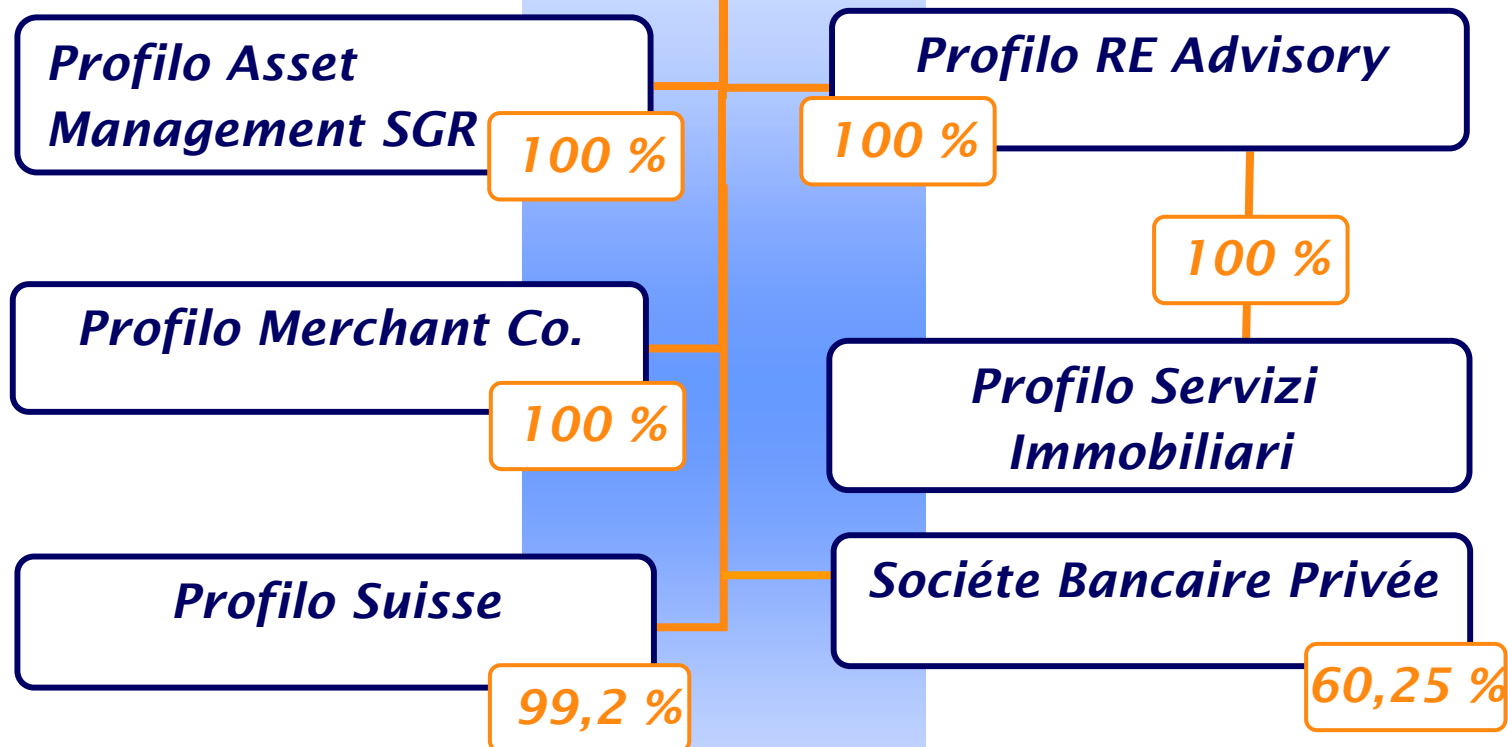 Profilo Asset
Management SGR
100 %
Profilo RE Advisory
100 %
100 %
Profilo Merchant Co.
100 %
Profilo Servizi
Immobiliari
Profilo Suisse
99,2 %
Sociéte Bancaire Privée
60,25 %